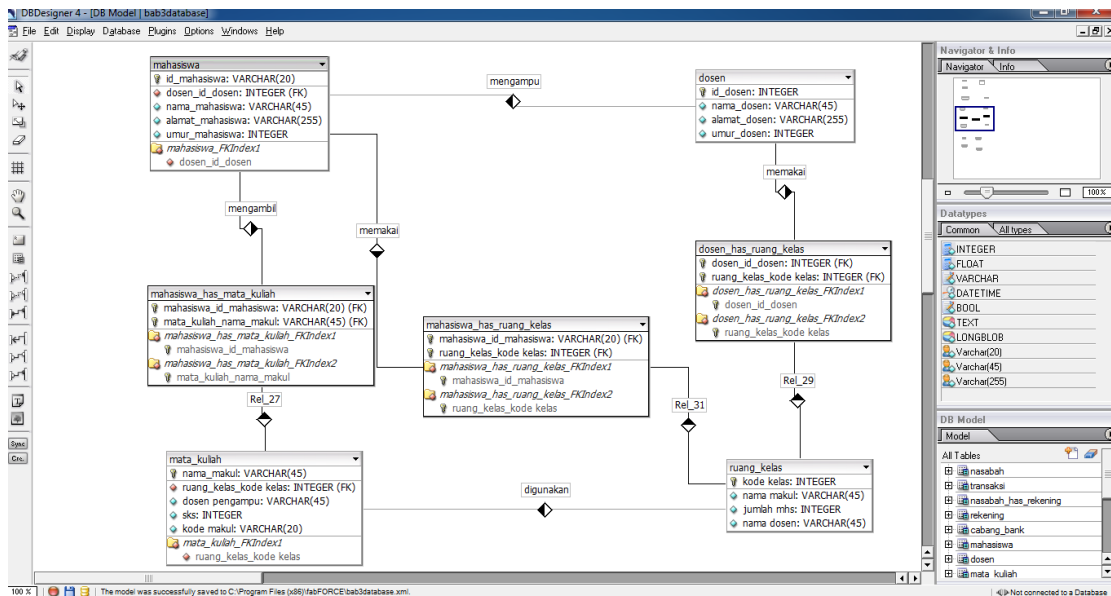 DBDesigner 4 - [DB Model | bab3database]
File Edit Display Database Plugins Options Windows Help
mahasiswa
id_mahasiswa: VARCHAR(20)
dosen_id_dosen: INTEGER (FK)
nama_mahasiswa: VARCHAR(45)
alamat_mahasiswa: VARCHAR(255)
umur_mahasiswa: INTEGER
mahasiswa_FKIndex1
dosen_id_dosen
mengampu
dosen
id_dosen: INTEGER
nama_dosen: VARCHAR(45)
alamat_dosen: VARCHAR(255)
umur_dosen: INTEGER
memakai
mengambil
memakai
dosen_has_ruang_kelas
dosen_id_dosen: INTEGER (FK)
ruang_kelas_kode kelas: INTEGER (FK)
dosen_has_ruang_kelas_FKIndex1
dosen_id_dosen
dosen_has_ruang_kelas_FKIndex2
ruang_kelas_kode kelas
mahasiswa_has_mata_kuliah
mahasiswa_id_mahasiswa: VARCHAR(20) (FK)
mata_kuliah_nama_makul: VARCHAR(45) (FK)
mahasiswa_has_mata_kuliah_FKIndex1
mahasiswa_id_mahasiswa
mahasiswa_has_mata_kuliah_FKIndex2
mata_kuliah_nama_makul
mahasiswa_has_ruang_kelas
mahasiswa_id_mahasiswa: VARCHAR(20) (FK)
ruang_kelas_kode kelas: INTEGER (FK)
mahasiswa_has_ruang_kelas_FKIndex1
mahasiswa_id_mahasiswa
mahasiswa_has_ruang_kelas_FKIndex2
ruang_kelas_kode kelas
Rel_27
Rel_29
Rel_31
mata_kuliah
nama_makul: VARCHAR(45)
ruang_kelas_kode kelas: INTEGER (FK)
dosen pengampu: VARCHAR(45)
sks: INTEGER
kode makul: VARCHAR(20)
mata_kuliah_FKIndex1
ruang_kelas_kode kelas
digunakan
ruang_kelas
kode kelas: INTEGER
nama makul: VARCHAR(45)
jumlah mhs: INTEGER
nama dosen: VARCHAR(45)
Navigator & Info
Navigator Info
100%
Datatypes
Common All types
INTEGER
FLOAT
VARCHAR
DATETIME
BOOL
TEXT
LONGBLOB
Varchar(20)
Varchar(45)
Varchar(255)
DB Model
Model
All Tables
nasabah
transaksi
nasabah_has_rekening
rekening
cabang_bank
mahasiswa
dosen
mata kuliah
Sync
Cre.
100 % The model was successfully saved to C:\Program Files (x86)\fabFORCE\bab3database.xml. Not connected to a Database